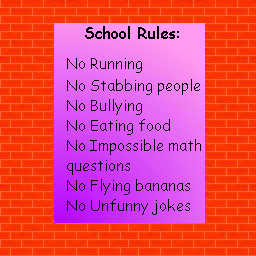 School Rules:
No Running
No Stabbing people
No Bullying
No Eating food
No Impossible math
questions
No Flying bananas
No Unfunny jokes